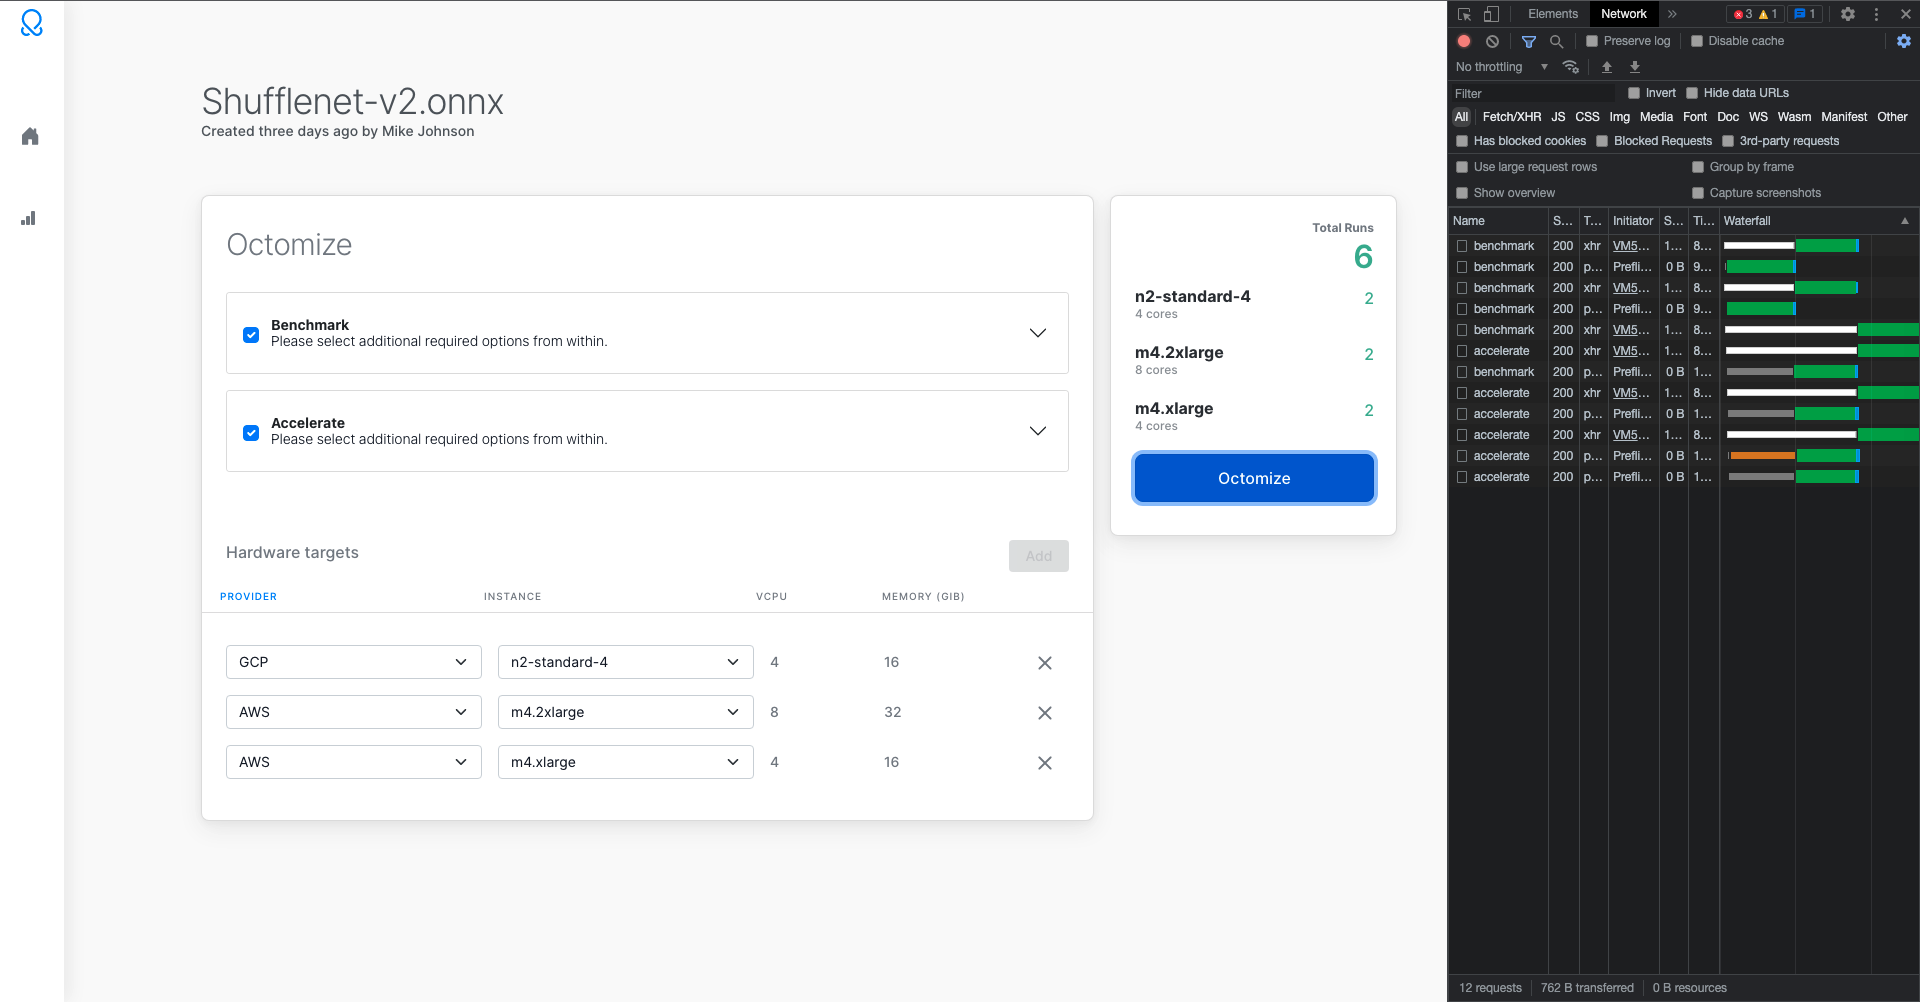 Shufflenet-v2.onnx
Created three days ago by Mike Johnson
Octomize
Benchmark
Please select additional required options from within.
Accelerate
Please select additional required options from within.
Hardware targets
Add
PROVIDER INSTANCE VCPU MEMORY (GIB)
GCP n2-standard-4 4 16
AWS m4.2xlarge 8 32
AWS m4.xlarge 4 16
Total Runs
6
n2-standard-4 2
4 cores
m4.2xlarge 2
8 cores
m4.xlarge 2
4 cores
Octomize
Elements Network 3 1 1
Preserve log Disable cache
No throttling
Filter Invert Hide data URLs
All Fetch/XHR JS CSS Img Media Font Doc WS Wasm Manifest Other
Has blocked cookies Blocked Requests 3rd-party requests
Use large request rows Group by frame
Show overview Capture screenshots
Name S... T... Initiator S... Ti... Waterfall
benchmark 200 xhr VM5... 1... 8...
benchmark 200 p... Prefli... 0 B 9...
benchmark 200 xhr VM5... 1... 8...
benchmark 200 p... Prefli... 0 B 9...
benchmark 200 xhr VM5... 1... 8...
accelerate 200 xhr VM5... 1... 8...
benchmark 200 p... Prefli... 0 B 1...
accelerate 200 xhr VM5... 1... 8...
accelerate 200 p... Prefli... 0 B 1...
accelerate 200 xhr VM5... 1... 8...
accelerate 200 p... Prefli... 0 B 1...
accelerate 200 p... Prefli... 0 B 1...
12 requests 762 B transferred 0 B resources